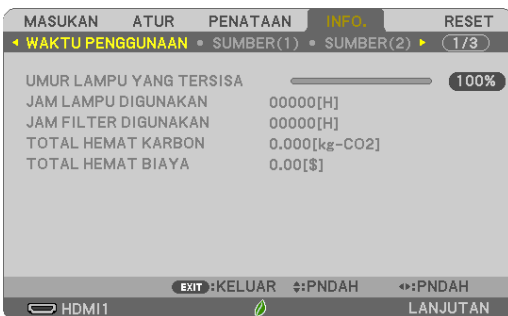 MASUKAN ATUR PENATAAN INFO. RESET
WAKTU PENGGUNAAN • SUMBER(1) • SUMBER(2) 1/3
UMUR LAMPU YANG TERSISA 100%
JAM LAMPU DIGUNAKAN 00000[H]
JAM FILTER DIGUNAKAN 00000[H]
TOTAL HEMAT KARBON 0.000[kg-CO2]
TOTAL HEMAT BIAYA 0.00[$]
EXIT:KELUAR :PNDAH :PNDAH
HDMI1 LANJUTAN